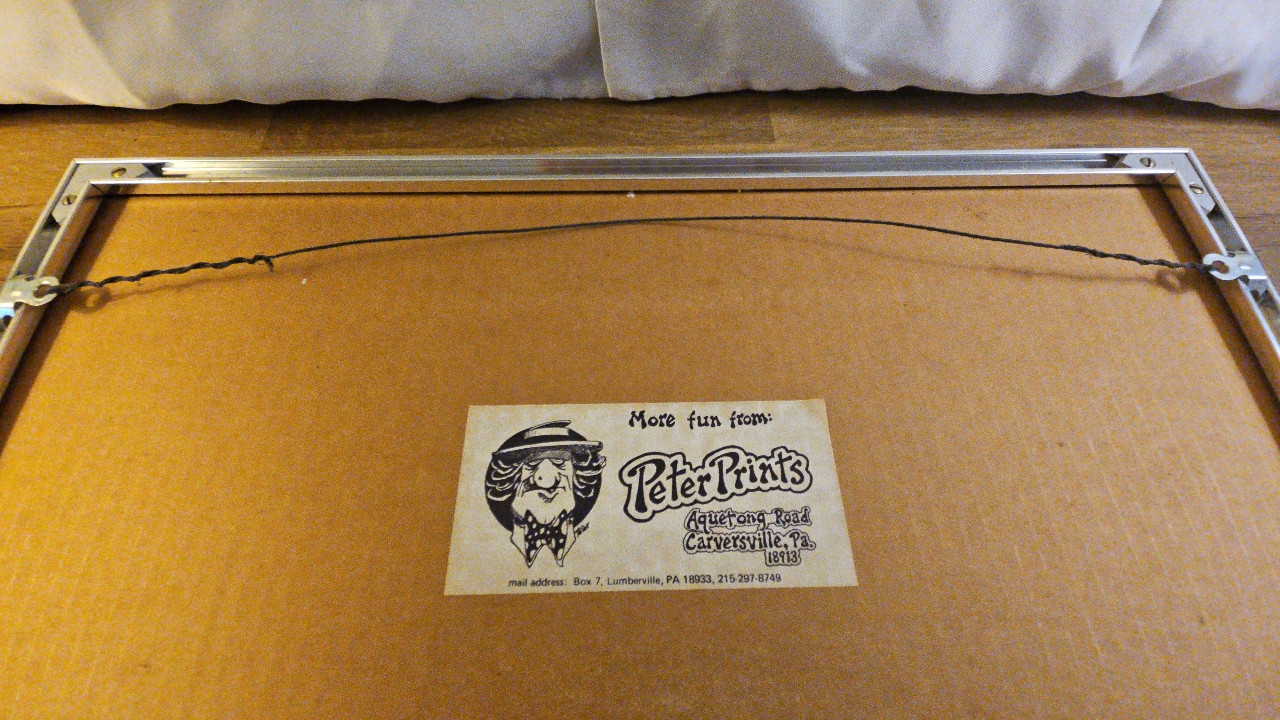 More fun from:
PeterPrints
Aquetong Road
Carversville, Pa.
18913
mail address: Box 7, Lumberville, PA 18933, 215-297-8749